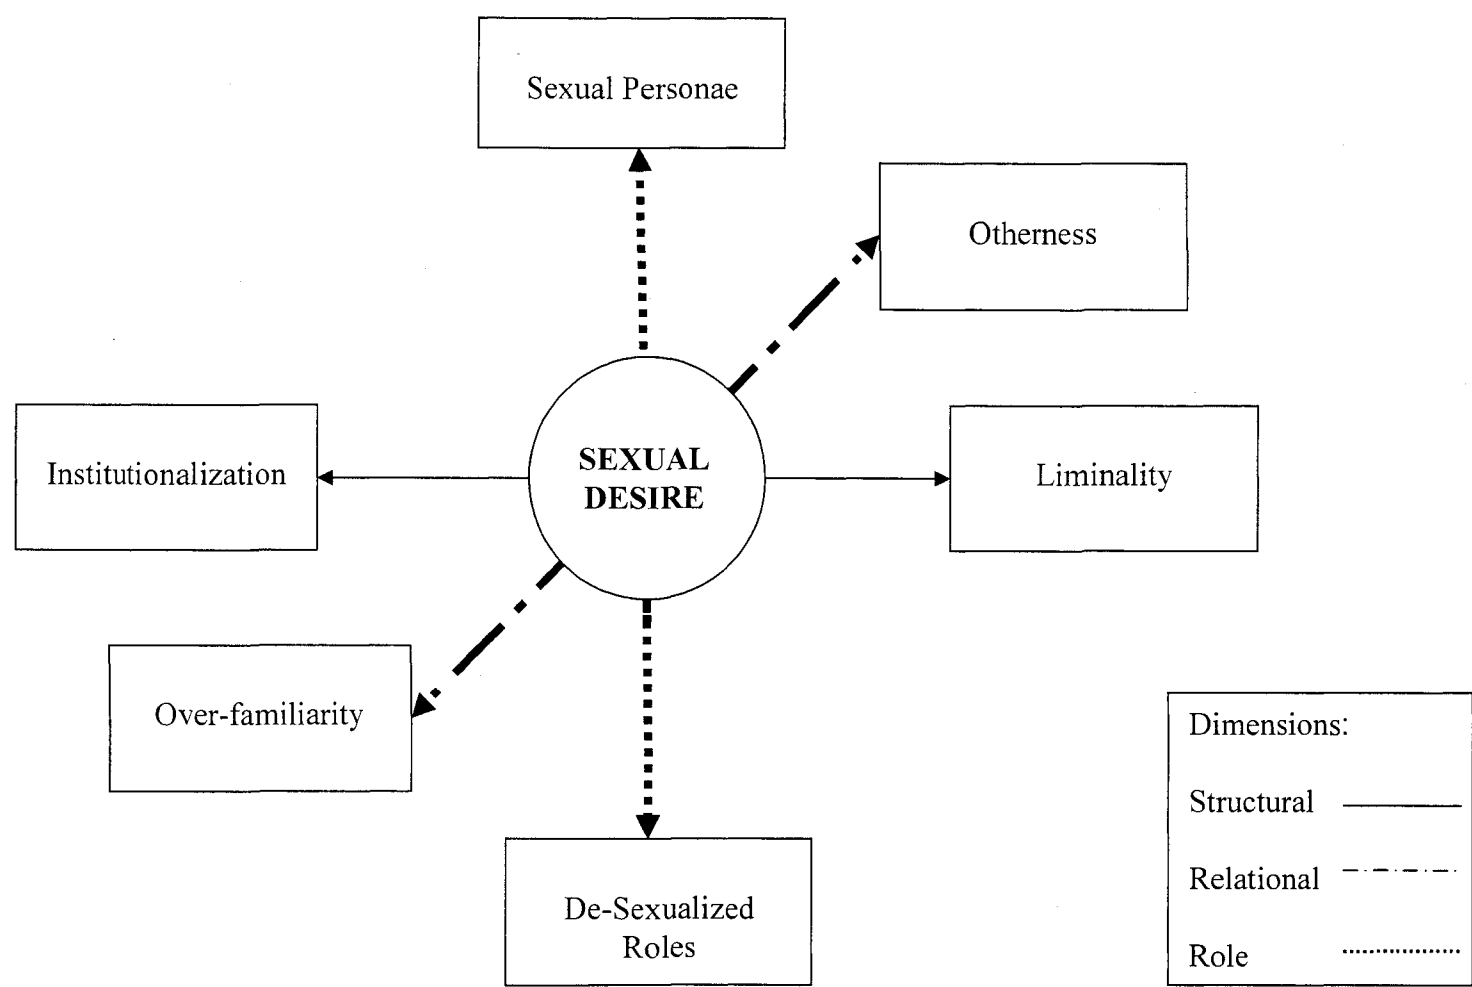 Sexual Personae
Otherness
Institutionalization
SEXUAL
DESIRE
Liminality
Over-familiarity
De-Sexualized
Roles
Dimensions:
Structural
Relational
Role